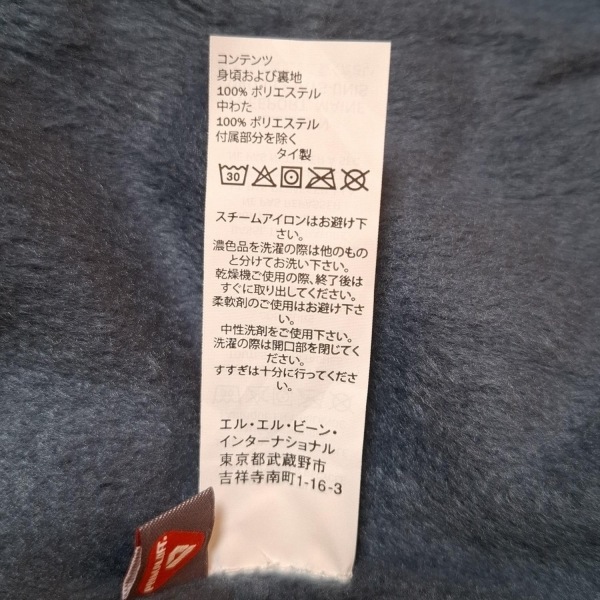 コンテンツ
身頃および裏地
100% ポリエステル
中わた
100% ポリエステル
付属部分を除く
タイ製
30
スチームアイロンはお避け下
さい。
濃色品を洗濯の際は他のもの
と分けてお洗い下さい。
乾燥機ご使用の際、終了後は
すぐに取り出してください。
柔軟剤のご使用はお避け下さ
い。
中性洗剤をご使用下さい。
洗濯の際は開口部を閉じてく
ださい。
すすぎは十分に行ってくださ
い。
エル・エル・ビーン・
インターナショナル
東京都武蔵野市
吉祥寺南町1-16-3
PRIMALOFT